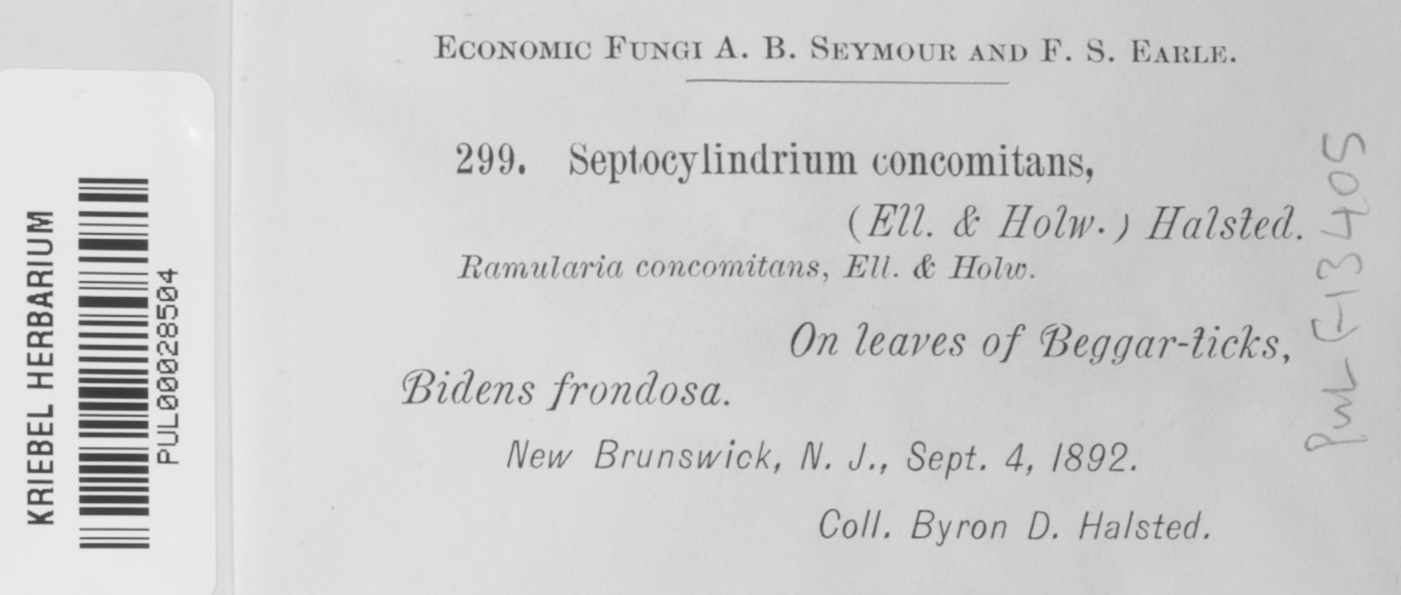 ECONOMIC FUNGI A. B. SEYMOUR AND F. S. EARLE.
299. Septocylindrium concomitans,
(Ell. & Holw.) Halsted.
Ramularia concomitans, Ell. & Holw.
On leaves of Beggar-ticks,
Bidens frondosa.
New Brunswick, N. J., Sept. 4, 1892.
Coll. Byron D. Halsted.
KRIEBEL HERBARIUM
PUL00028504
PUL F13405